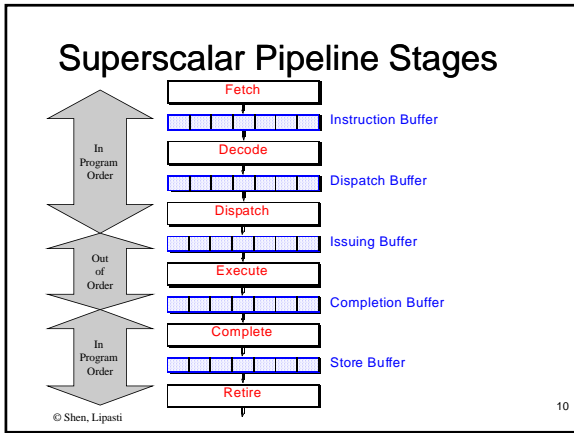 Superscalar Pipeline Stages
Fetch
Instruction Buffer
In
Program
Order
Decode
Dispatch Buffer
Dispatch
Issuing Buffer
Out
of
Order
Execute
Completion Buffer
Complete
In
Program
Order
Store Buffer
Retire
© Shen, Lipasti
10